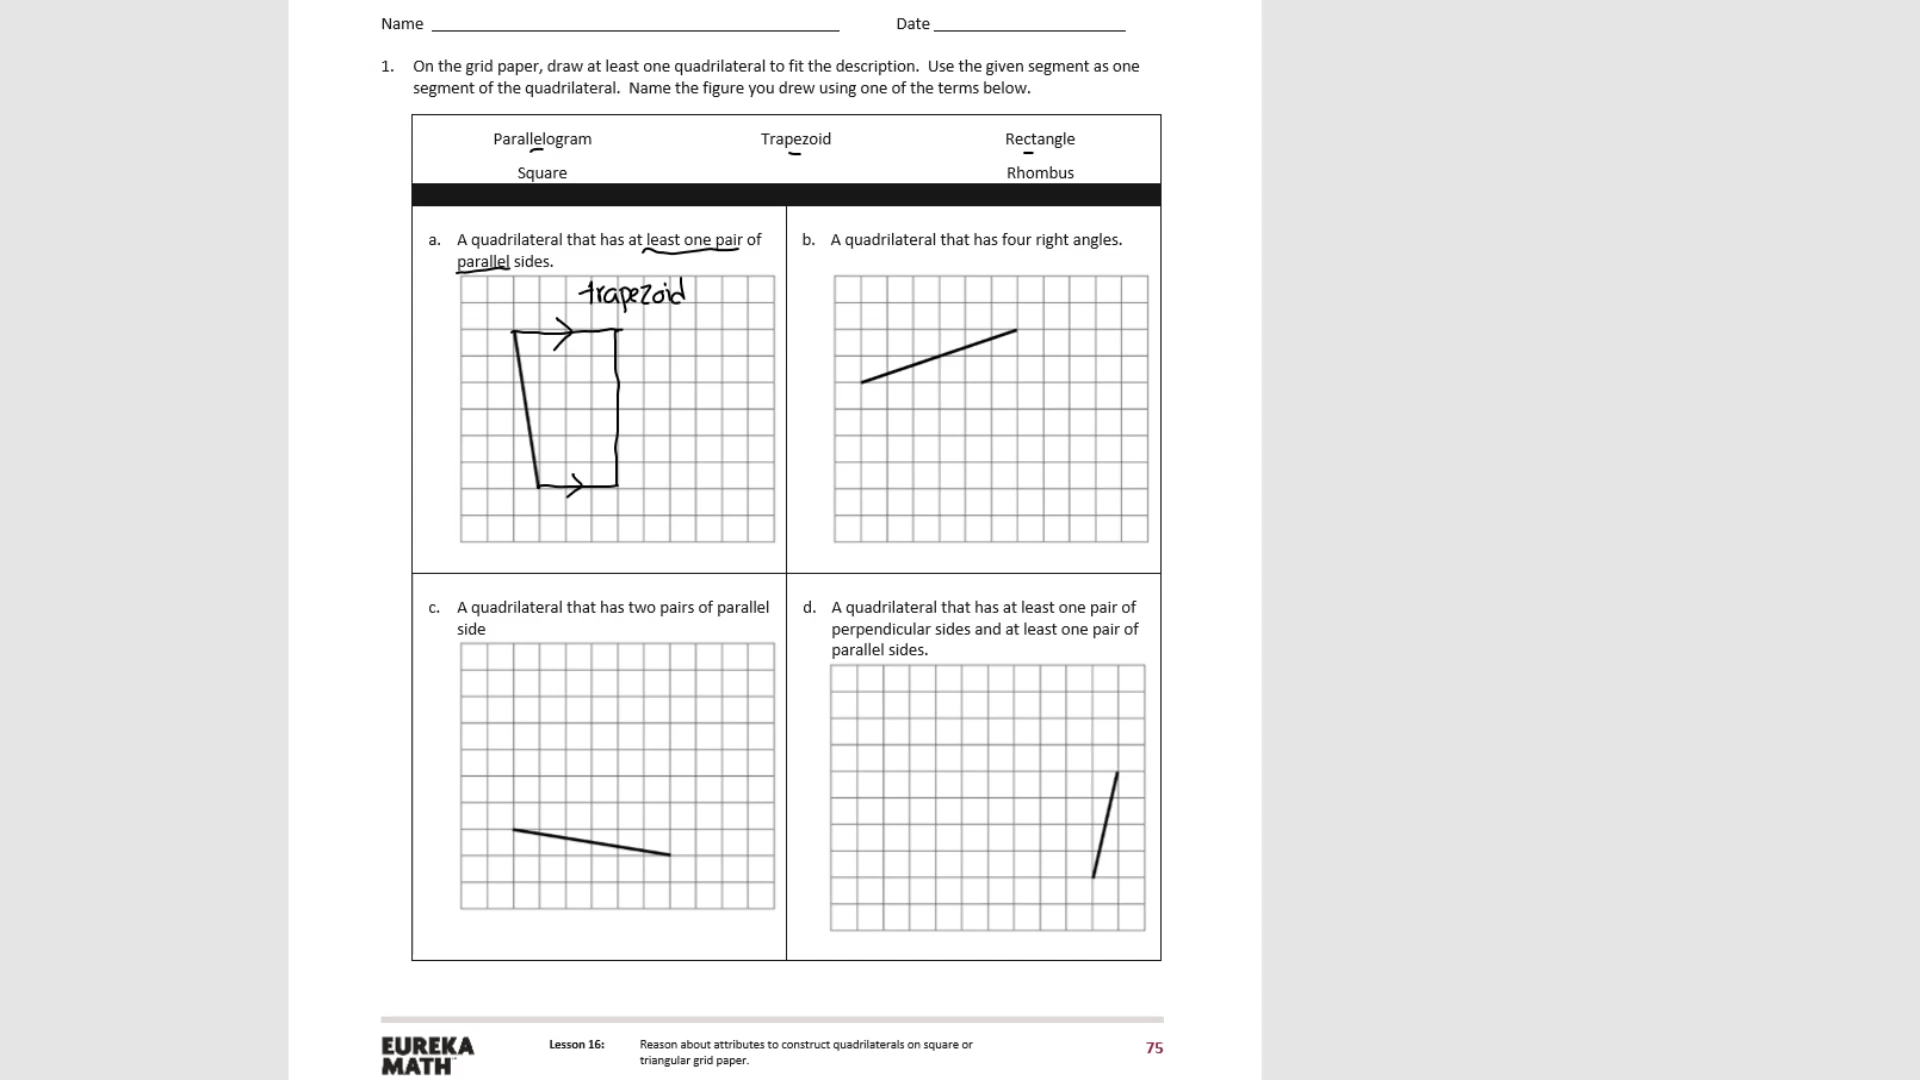 Name Date
1. On the grid paper, draw at least one quadrilateral to fit the description. Use the given segment as one
segment of the quadrilateral. Name the figure you drew using one of the terms below.
Parallelogram Trapezoid Rectangle
Square Rhombus
a. A quadrilateral that has at least one pair of
parallel sides.
trapezoid
b. A quadrilateral that has four right angles.
c. A quadrilateral that has two pairs of parallel
side
d. A quadrilateral that has at least one pair of
perpendicular sides and at least one pair of
parallel sides.
EUREKA
MATH
Lesson 16: Reason about attributes to construct quadrilaterals on square or
triangular grid paper.
75